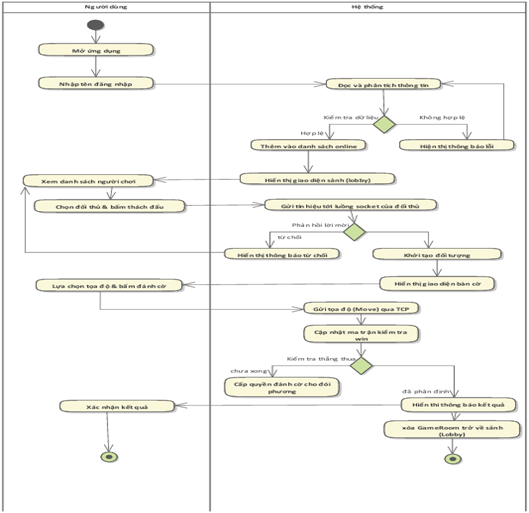 Người dùng
Hệ thống
Mở ứng dụng
Nhập tên đăng nhập
Đọc và phân tích thông tin
Kiểm tra dữ liệu
Không hợp lệ
Hợp lệ
Thêm vào danh sách online
Hiện thị thông báo lỗi
Xem danh sách người chơi
Hiển thị giao diện sảnh (lobby)
Chọn đối thủ & bấm thách đấu
Gửi tín hiệu tới luồng socket của đối thủ
Phản hồi lời mời
từ chối
Hiển thị thông báo từ chối
Khởi tạo đối tượng
Lựa chọn tọa độ & bấm đánh cờ
Hiển thị giao diện bàn cờ
Gửi tọa độ (Move) qua TCP
Cập nhật ma trận kiểm tra
win
Kiểm tra thắng thua
chưa xong
Cấp quyền đánh cờ cho đối
phương
đã phân định
Xác nhận kết quả
Hiển thị thông báo kết quả
xóa GameRoom trở về sảnh
(Lobby)